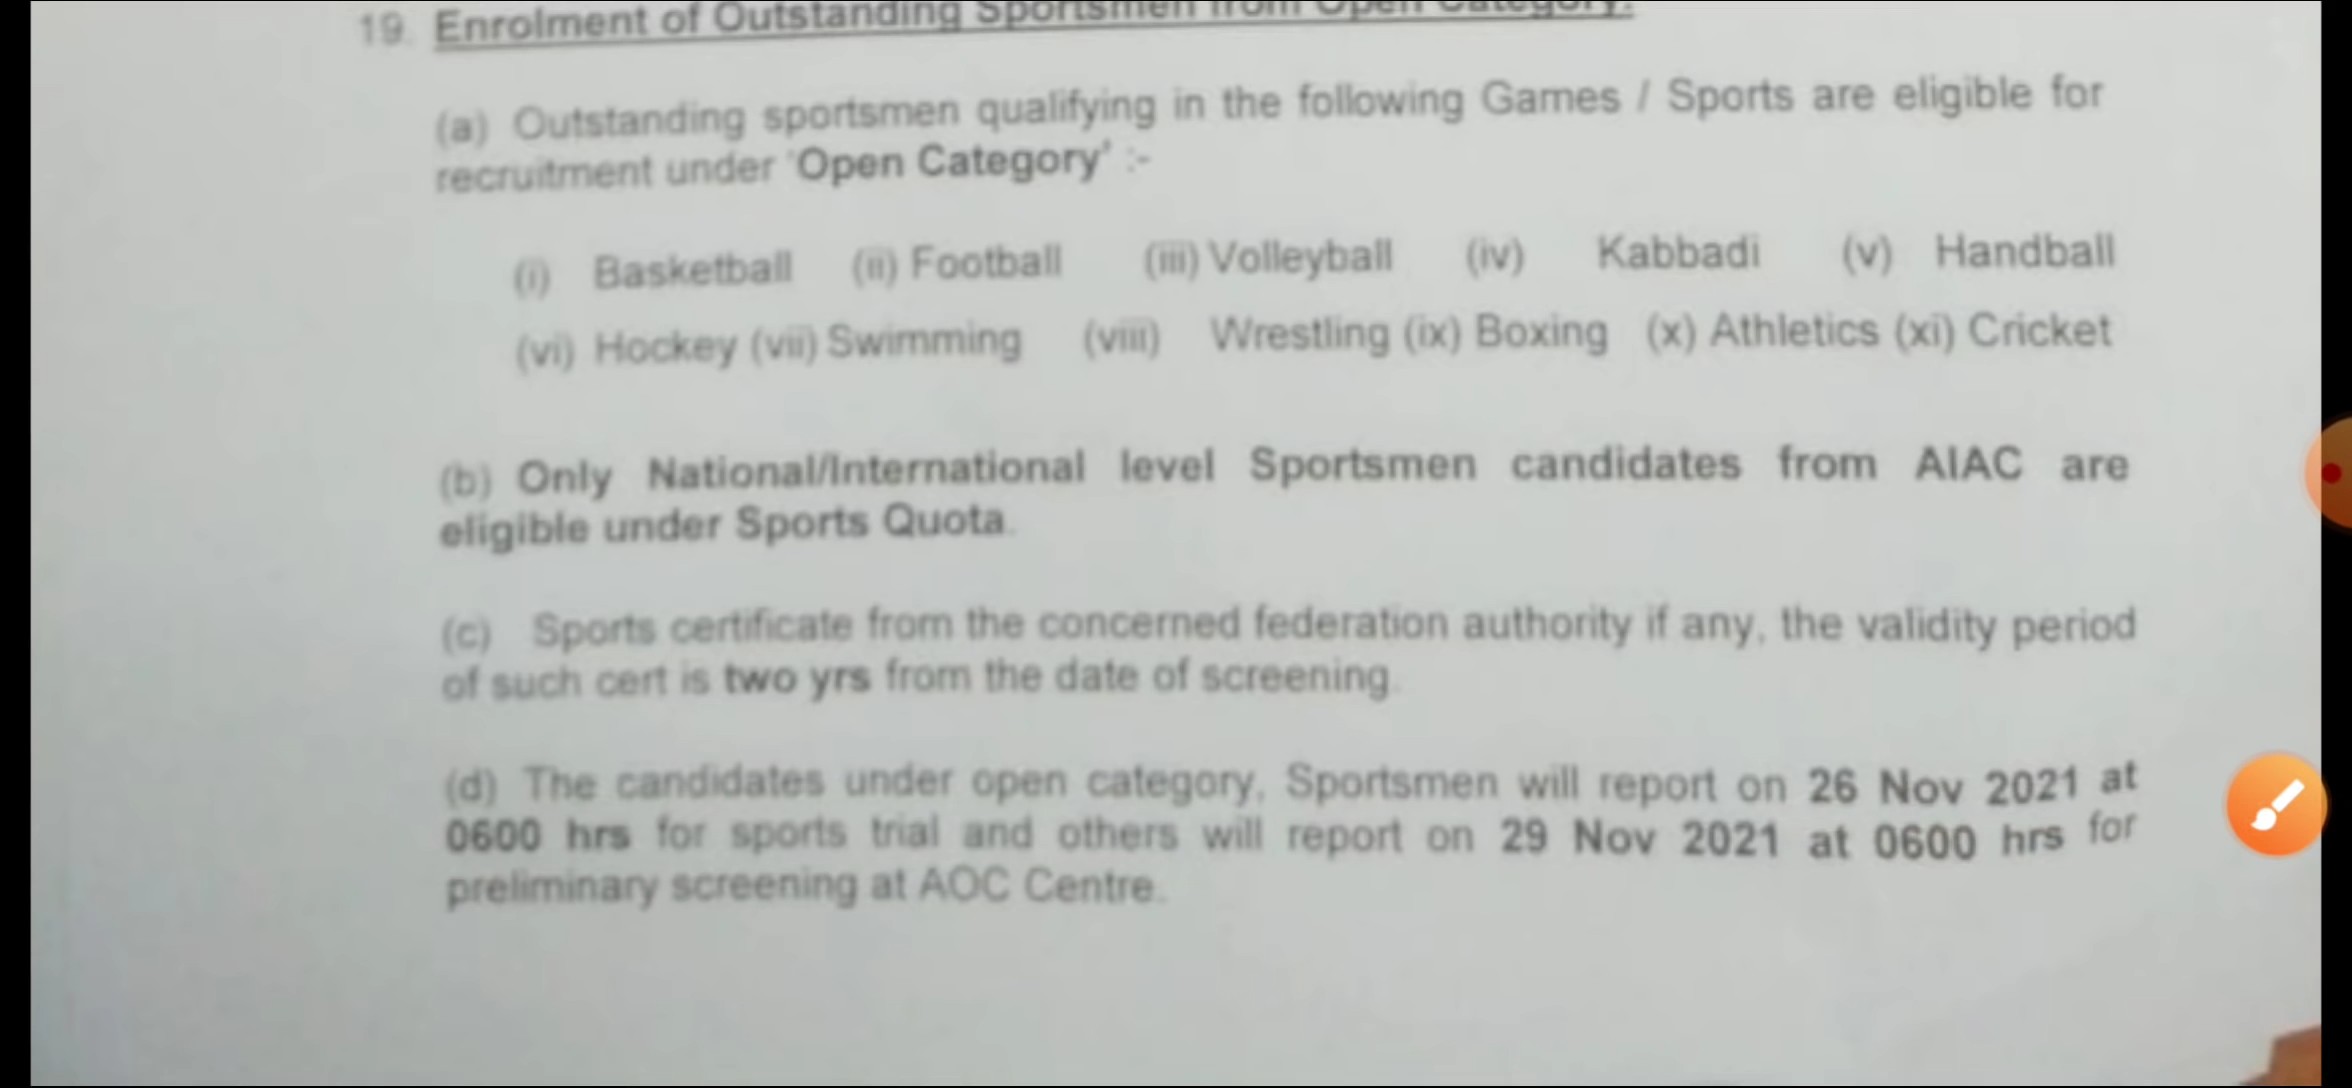 19. Enrolment of Outstanding Sportsmen from Open Category:
(a) Outstanding sportsmen qualifying in the following Games / Sports are eligible for
recruitment under 'Open Category' :-
(i) Basketball (ii) Football (iii) Volleyball (iv) Kabbadi (v) Handball
(vi) Hockey (vii) Swimming (viii) Wrestling (ix) Boxing (x) Athletics (xi) Cricket
(b) Only National/International level Sportsmen candidates from AIAC are
eligible under Sports Quota.
(c) Sports certificate from the concerned federation authority if any, the validity period
of such cert is two yrs from the date of screening.
(d) The candidates under open category, Sportsmen will report on 26 Nov 2021 at
0600 hrs for sports trial and others will report on 29 Nov 2021 at 0600 hrs for
preliminary screening at AOC Centre.